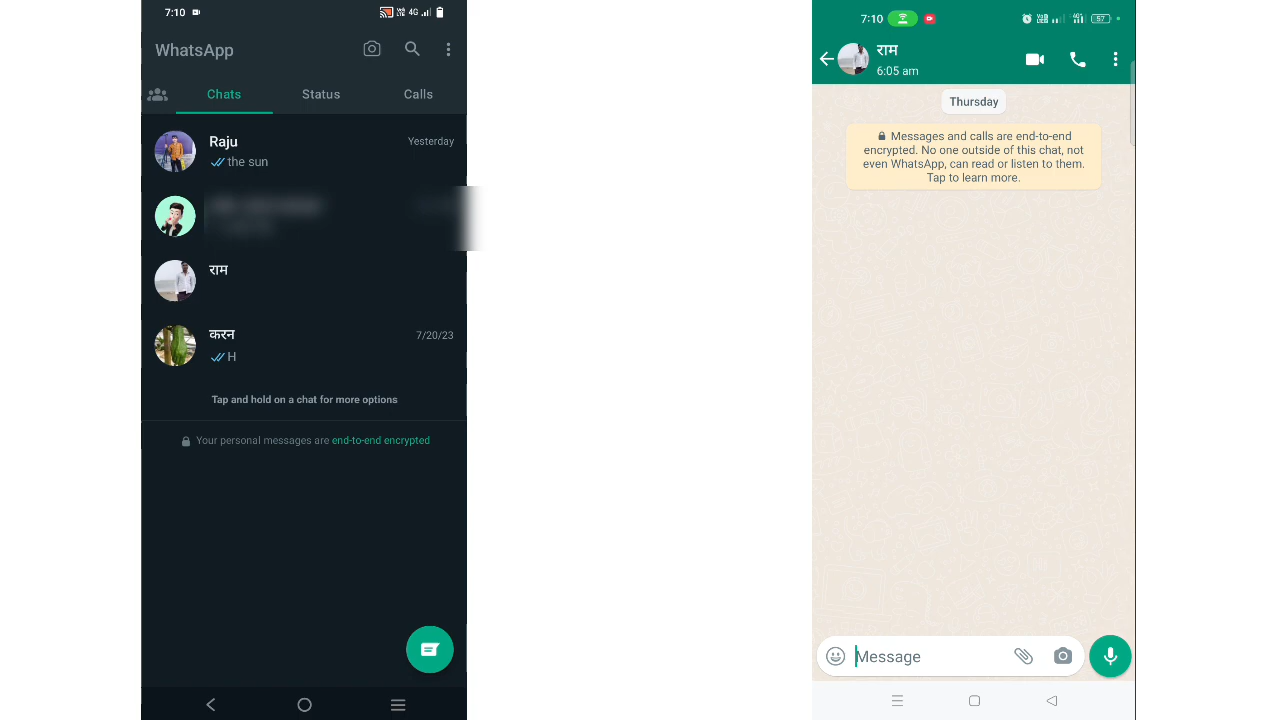 7:10
4G
WhatsApp
Chats
Status
Calls
Raju
Yesterday
the sun
राम
करन
7/20/23
H
Tap and hold on a chat for more options
Your personal messages are end-to-end encrypted
7:10
57
राम
6:05 am
Thursday
Messages and calls are end-to-end
encrypted. No one outside of this chat, not
even WhatsApp, can read or listen to them.
Tap to learn more.
Message